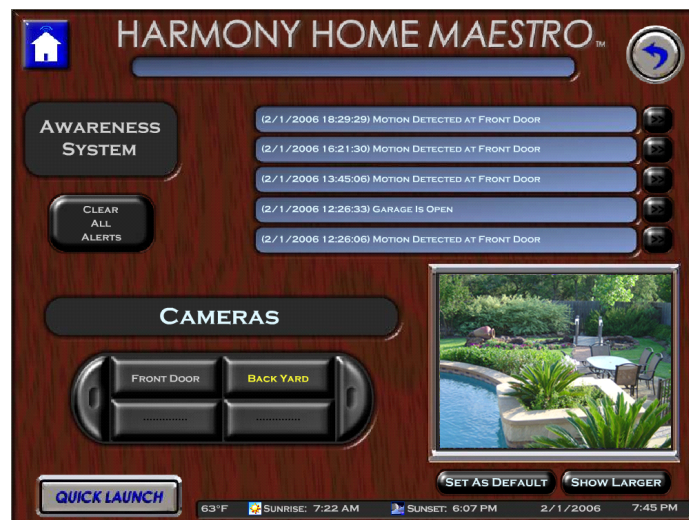 HARMONY HOME MAESTRO™
AWARENESS
SYSTEM
(2/1/2006 18:29:29) MOTION DETECTED AT FRONT DOOR
(2/1/2006 16:21:30) MOTION DETECTED AT FRONT DOOR
(2/1/2006 13:45:06) MOTION DETECTED AT FRONT DOOR
(2/1/2006 12:26:33) GARAGE IS OPEN
(2/1/2006 12:26:06) MOTION DETECTED AT FRONT DOOR
CLEAR
ALL
ALERTS
CAMERAS
FRONT DOOR BACK YARD
SET AS DEFAULT SHOW LARGER
QUICK LAUNCH
63°F SUNRISE: 7:22 AM SUNSET: 6:07 PM 2/1/2006 7:45 PM